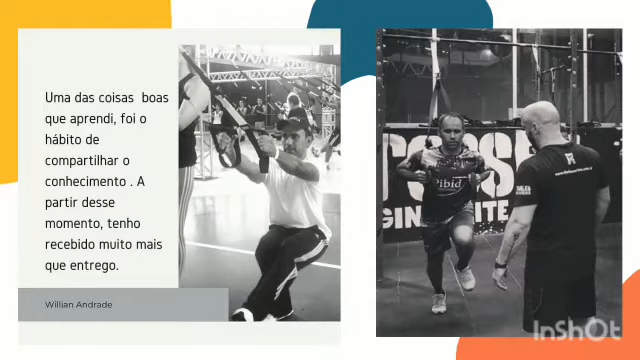 Uma das coisas  boas
que aprendi, foi o
hábito de
compartilhar o
conhecimento . A
partir desse
momento, tenho
recebido muito mais
que entrego.
Willian Andrade
Pibid
InShOt